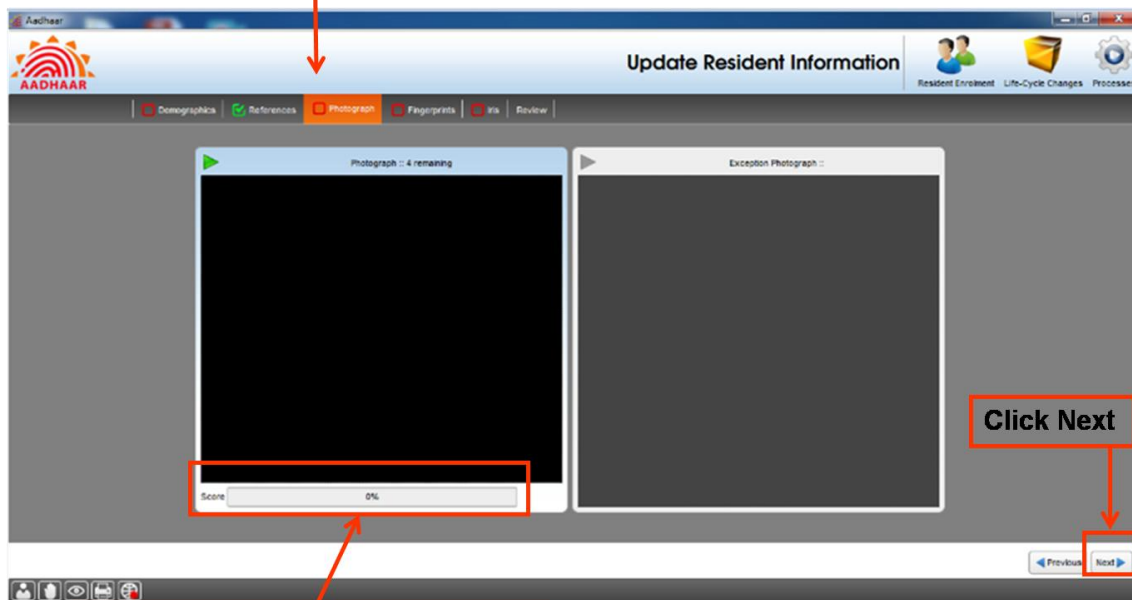 Aadhaar
AADHAAR
Update Resident Information
Resident Enrolment
Life-Cycle Changes
Processes
Demographics
References
Photograph
Fingerprints
Iris
Review
Photograph :: 4 remaining
Exception Photograph ::
Click Next
Score
0%
Previous
Next